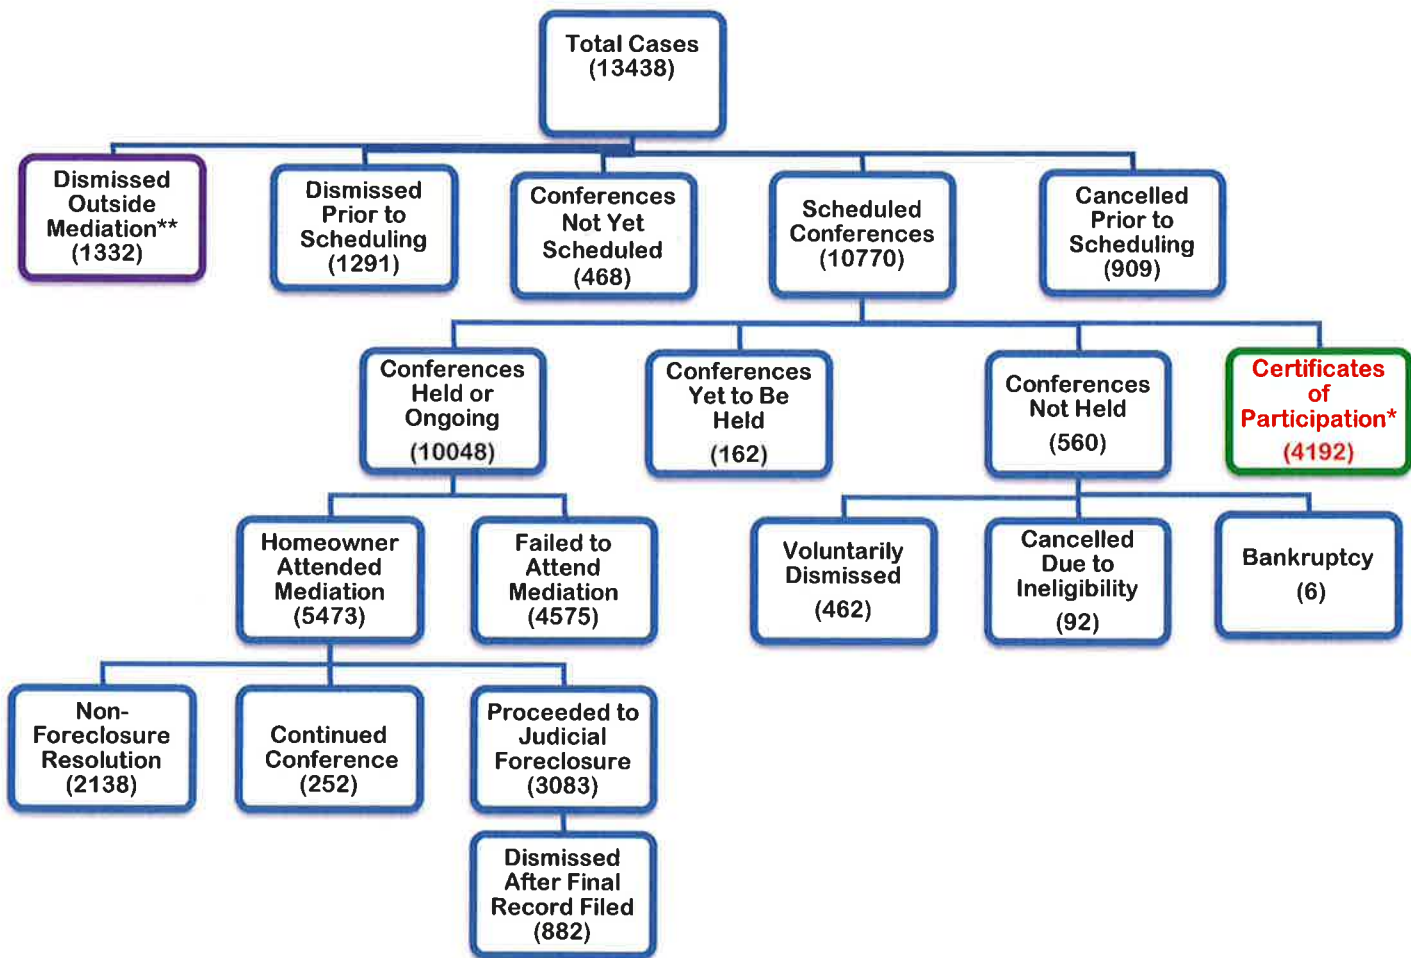 Total Cases
(13438)
Dismissed
Outside
Mediation**
(1332)
Dismissed
Prior to
Scheduling
(1291)
Conferences
Not Yet
Scheduled
(468)
Scheduled
Conferences
(10770)
Cancelled
Prior to
Scheduling
(909)
Conferences
Held or
Ongoing
(10048)
Conferences
Yet to Be
Held
(162)
Conferences
Not Held
(560)
Certificates
of
Participation*
(4192)
Homeowner
Attended
Mediation
(5473)
Failed to
Attend
Mediation
(4575)
Voluntarily
Dismissed
(462)
Cancelled
Due to
Ineligibility
(92)
Bankruptcy
(6)
Non-
Foreclosure
Resolution
(2138)
Continued
Conference
(252)
Proceeded to
Judicial
Foreclosure
(3083)
Dismissed
After Final
Record Filed
(882)